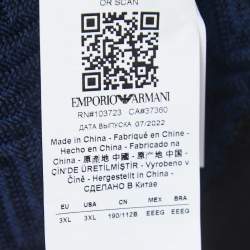 OR SCAN
EMPORIO ARMANI
RN#103723 CA#37360
ДАТА ВЫПУСКА 07/2022
Made in China - Fabriqué en Chine -
Hecho en China - Fabricado in
China - 原產地 中國 - 原产地 中国 -
ÇİN'DE ÜRETİLMİŞTİR - Vyrobeno v
Číně - Hergestellt in China -
СДЕЛАНО В Китае
EU USA CN MEX BRA
3XL 3XL 190/112B EEEG EEEG